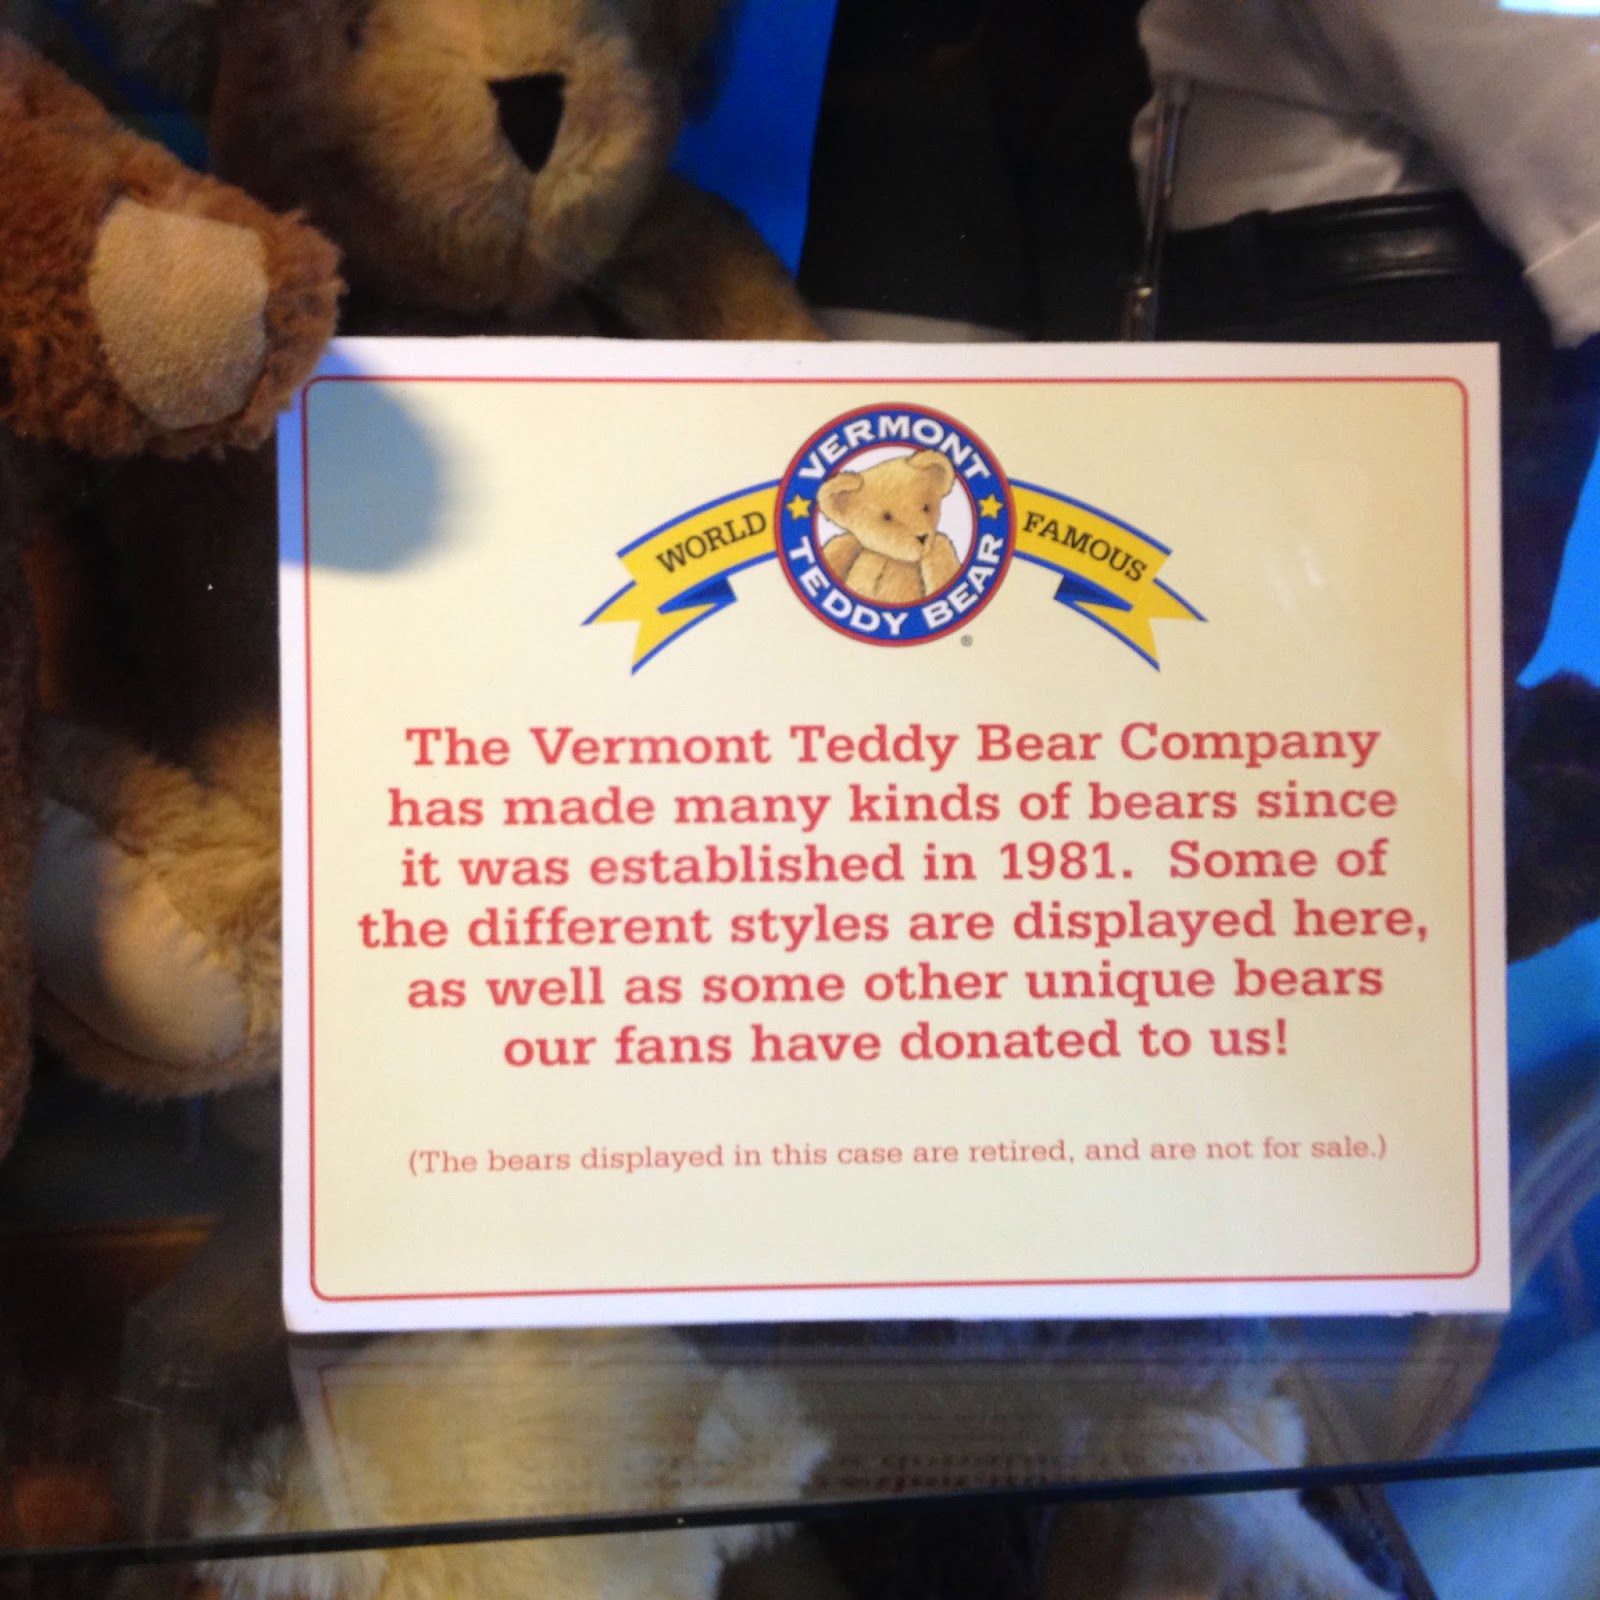 WORLD VERMONT TEDDY BEAR FAMOUS
®
The Vermont Teddy Bear Company
has made many kinds of bears since
it was established in 1981. Some of
the different styles are displayed here,
as well as some other unique bears
our fans have donated to us!
(The bears displayed in this case are retired, and are not for sale.)